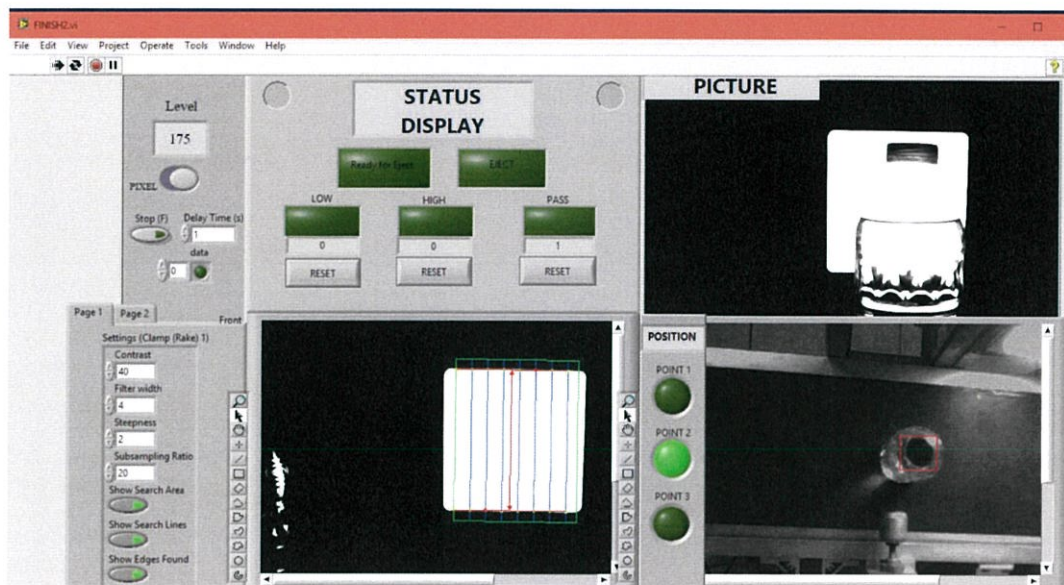 FINISH2.vi
File Edit View Project Operate Tools Window Help
Level
175
PIXEL
Stop (F) Delay Time (s)
1
data
0
STATUS
DISPLAY
Ready for Eject EJECT
LOW HIGH PASS
0 0 1
RESET RESET RESET
PICTURE
Page 1 Page 2
Front
Settings (Clamp (Rake) 1)
Contrast
40
Filter width
4
Steepness
2
Subsampling Ratio
20
Show Search Area
Show Search Lines
Show Edges Found
POSITION
POINT 1
POINT 2
POINT 3